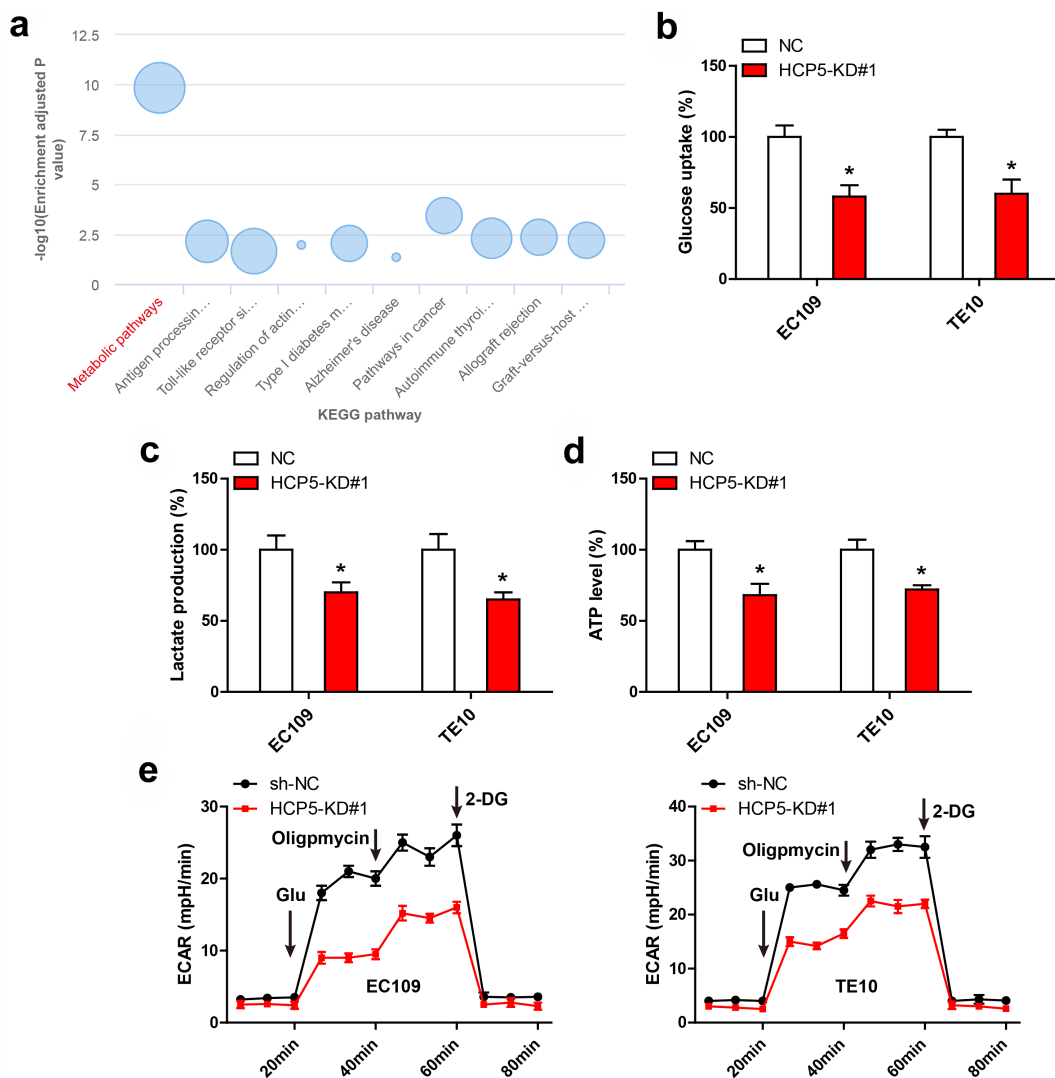 a
12.5
10
7.5
5
2.5
0
-log10(Enrichment adjusted P
value)
Metabolic pathways
Antigen processin...
Toll-like receptor si...
Regulation of actin...
Type I diabetes m...
Alzheimer's disease
Pathways in cancer
Autoimmune thyroi...
Allograft rejection
Graft-versus-host ...
KEGG pathway
b
NC
HCP5-KD#1
150
100
50
0
Glucose uptake (%)
*
*
EC109
TE10
c
NC
HCP5-KD#1
150
100
50
0
Lactate production (%)
*
*
EC109
TE10
d
NC
HCP5-KD#1
150
100
50
0
ATP level (%)
*
*
EC109
TE10
e
sh-NC
HCP5-KD#1
30
20
10
0
ECAR (mpH/min)
Glu
Oligpmycin
2-DG
EC109
20min
40min
60min
80min
sh-NC
HCP5-KD#1
40
30
20
10
0
ECAR (mpH/min)
Glu
Oligpmycin
2-DG
TE10
20min
40min
60min
80min